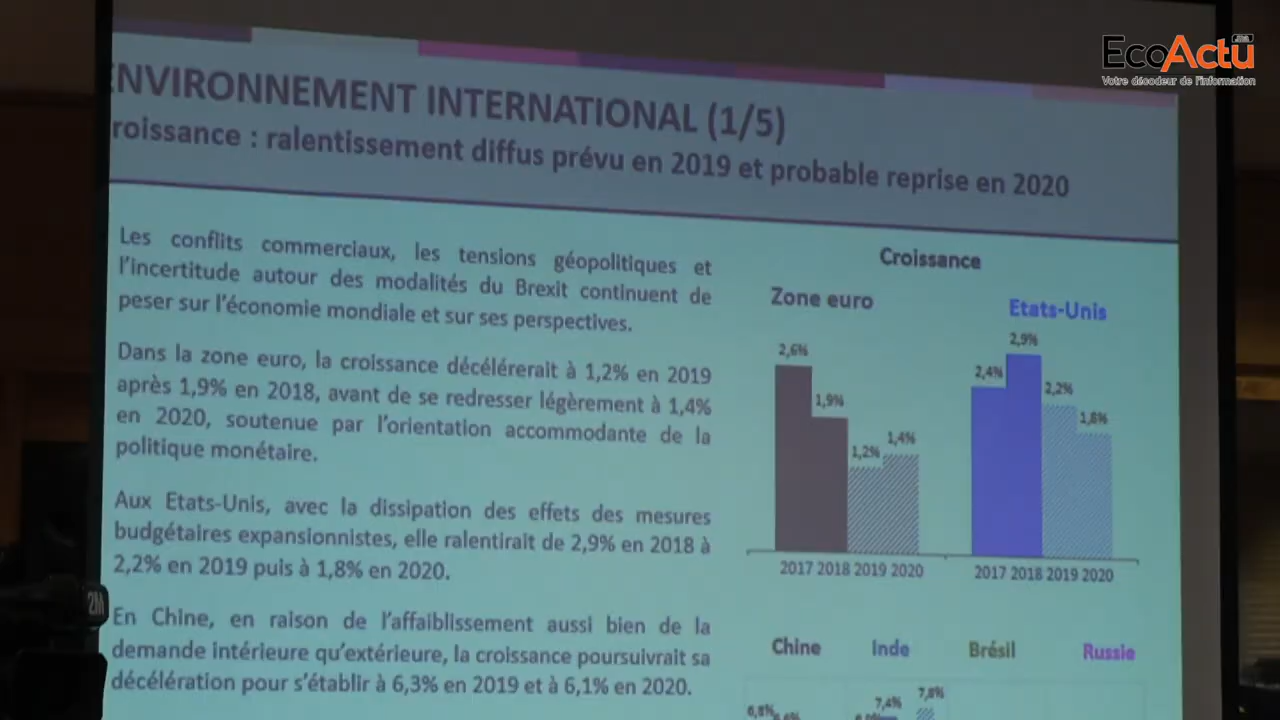 EcoActu
Votre décodeur de l'information
ENVIRONNEMENT INTERNATIONAL (1/5)
roissance : ralentissement diffus prévu en 2019 et probable reprise en 2020
Les conflits commerciaux, les tensions géopolitiques et
l'incertitude autour des modalités du Brexit continuent de
peser sur l'économie mondiale et sur ses perspectives.
Dans la zone euro, la croissance décélérerait à 1,2% en 2019
après 1,9% en 2018, avant de se redresser légèrement à 1,4%
en 2020, soutenue par l'orientation accommodante de la
politique monétaire.
Aux Etats-Unis, avec la dissipation des effets des mesures
budgétaires expansionnistes, elle ralentirait de 2,9% en 2018 à
2,2% en 2019 puis à 1,8% en 2020.
En Chine, en raison de l'affaiblissement aussi bien de la
demande intérieure qu'extérieure, la croissance poursuivrait sa
décélération pour s'établir à 6,3% en 2019 et à 6,1% en 2020.
Croissance
Zone euro
2,6%
1,9%
1,2%
1,4%
2017 2018 2019 2020
Etats-Unis
2,4%
2,9%
2,2%
1,8%
2017 2018 2019 2020
Chine
Inde
Brésil
Russie
6,8%
7,4%
7,8%
2M